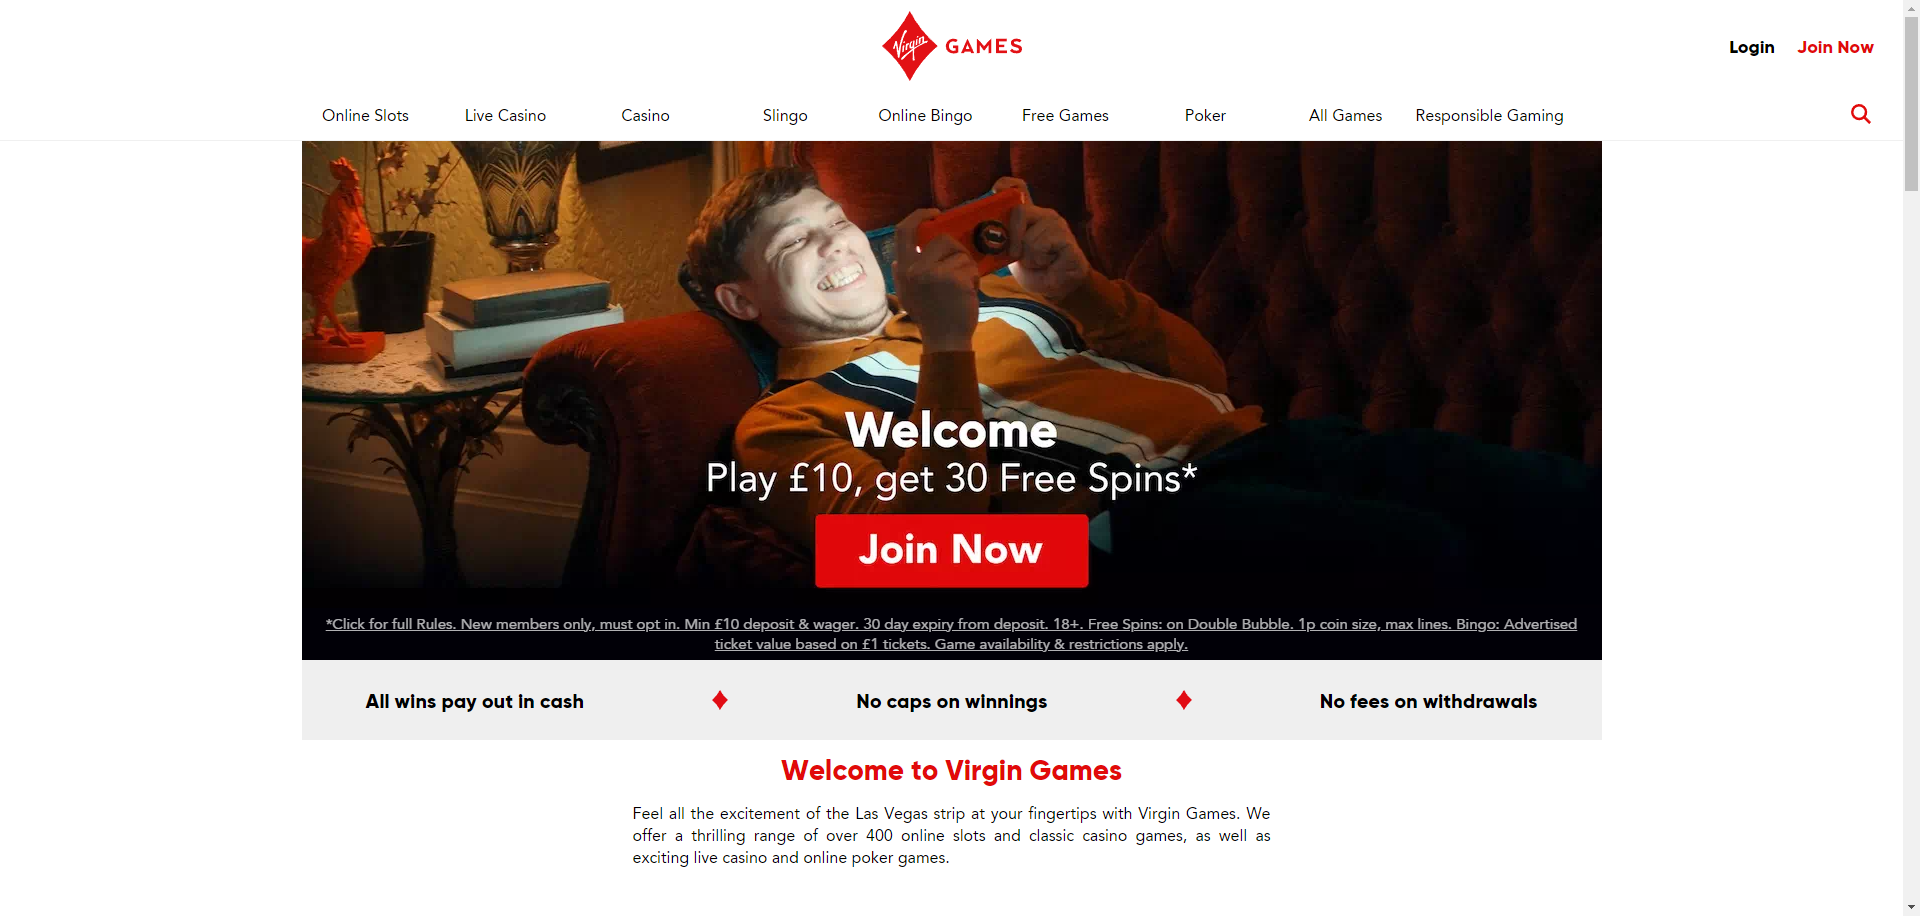 Virgin GAMES
Login Join Now
Online Slots Live Casino Casino Slingo Online Bingo Free Games Poker All Games Responsible Gaming
Welcome
Play £10, get 30 Free Spins*
Join Now
*Click for full Rules. New members only, must opt in. Min £10 deposit & wager. 30 day expiry from deposit. 18+. Free Spins: on Double Bubble. 1p coin size, max lines. Bingo: Advertised
ticket value based on £1 tickets. Game availability & restrictions apply.
All wins pay out in cash No caps on winnings No fees on withdrawals
Welcome to Virgin Games
Feel all the excitement of the Las Vegas strip at your fingertips with Virgin Games. We
offer a thrilling range of over 400 online slots and classic casino games, as well as
exciting live casino and online poker games.